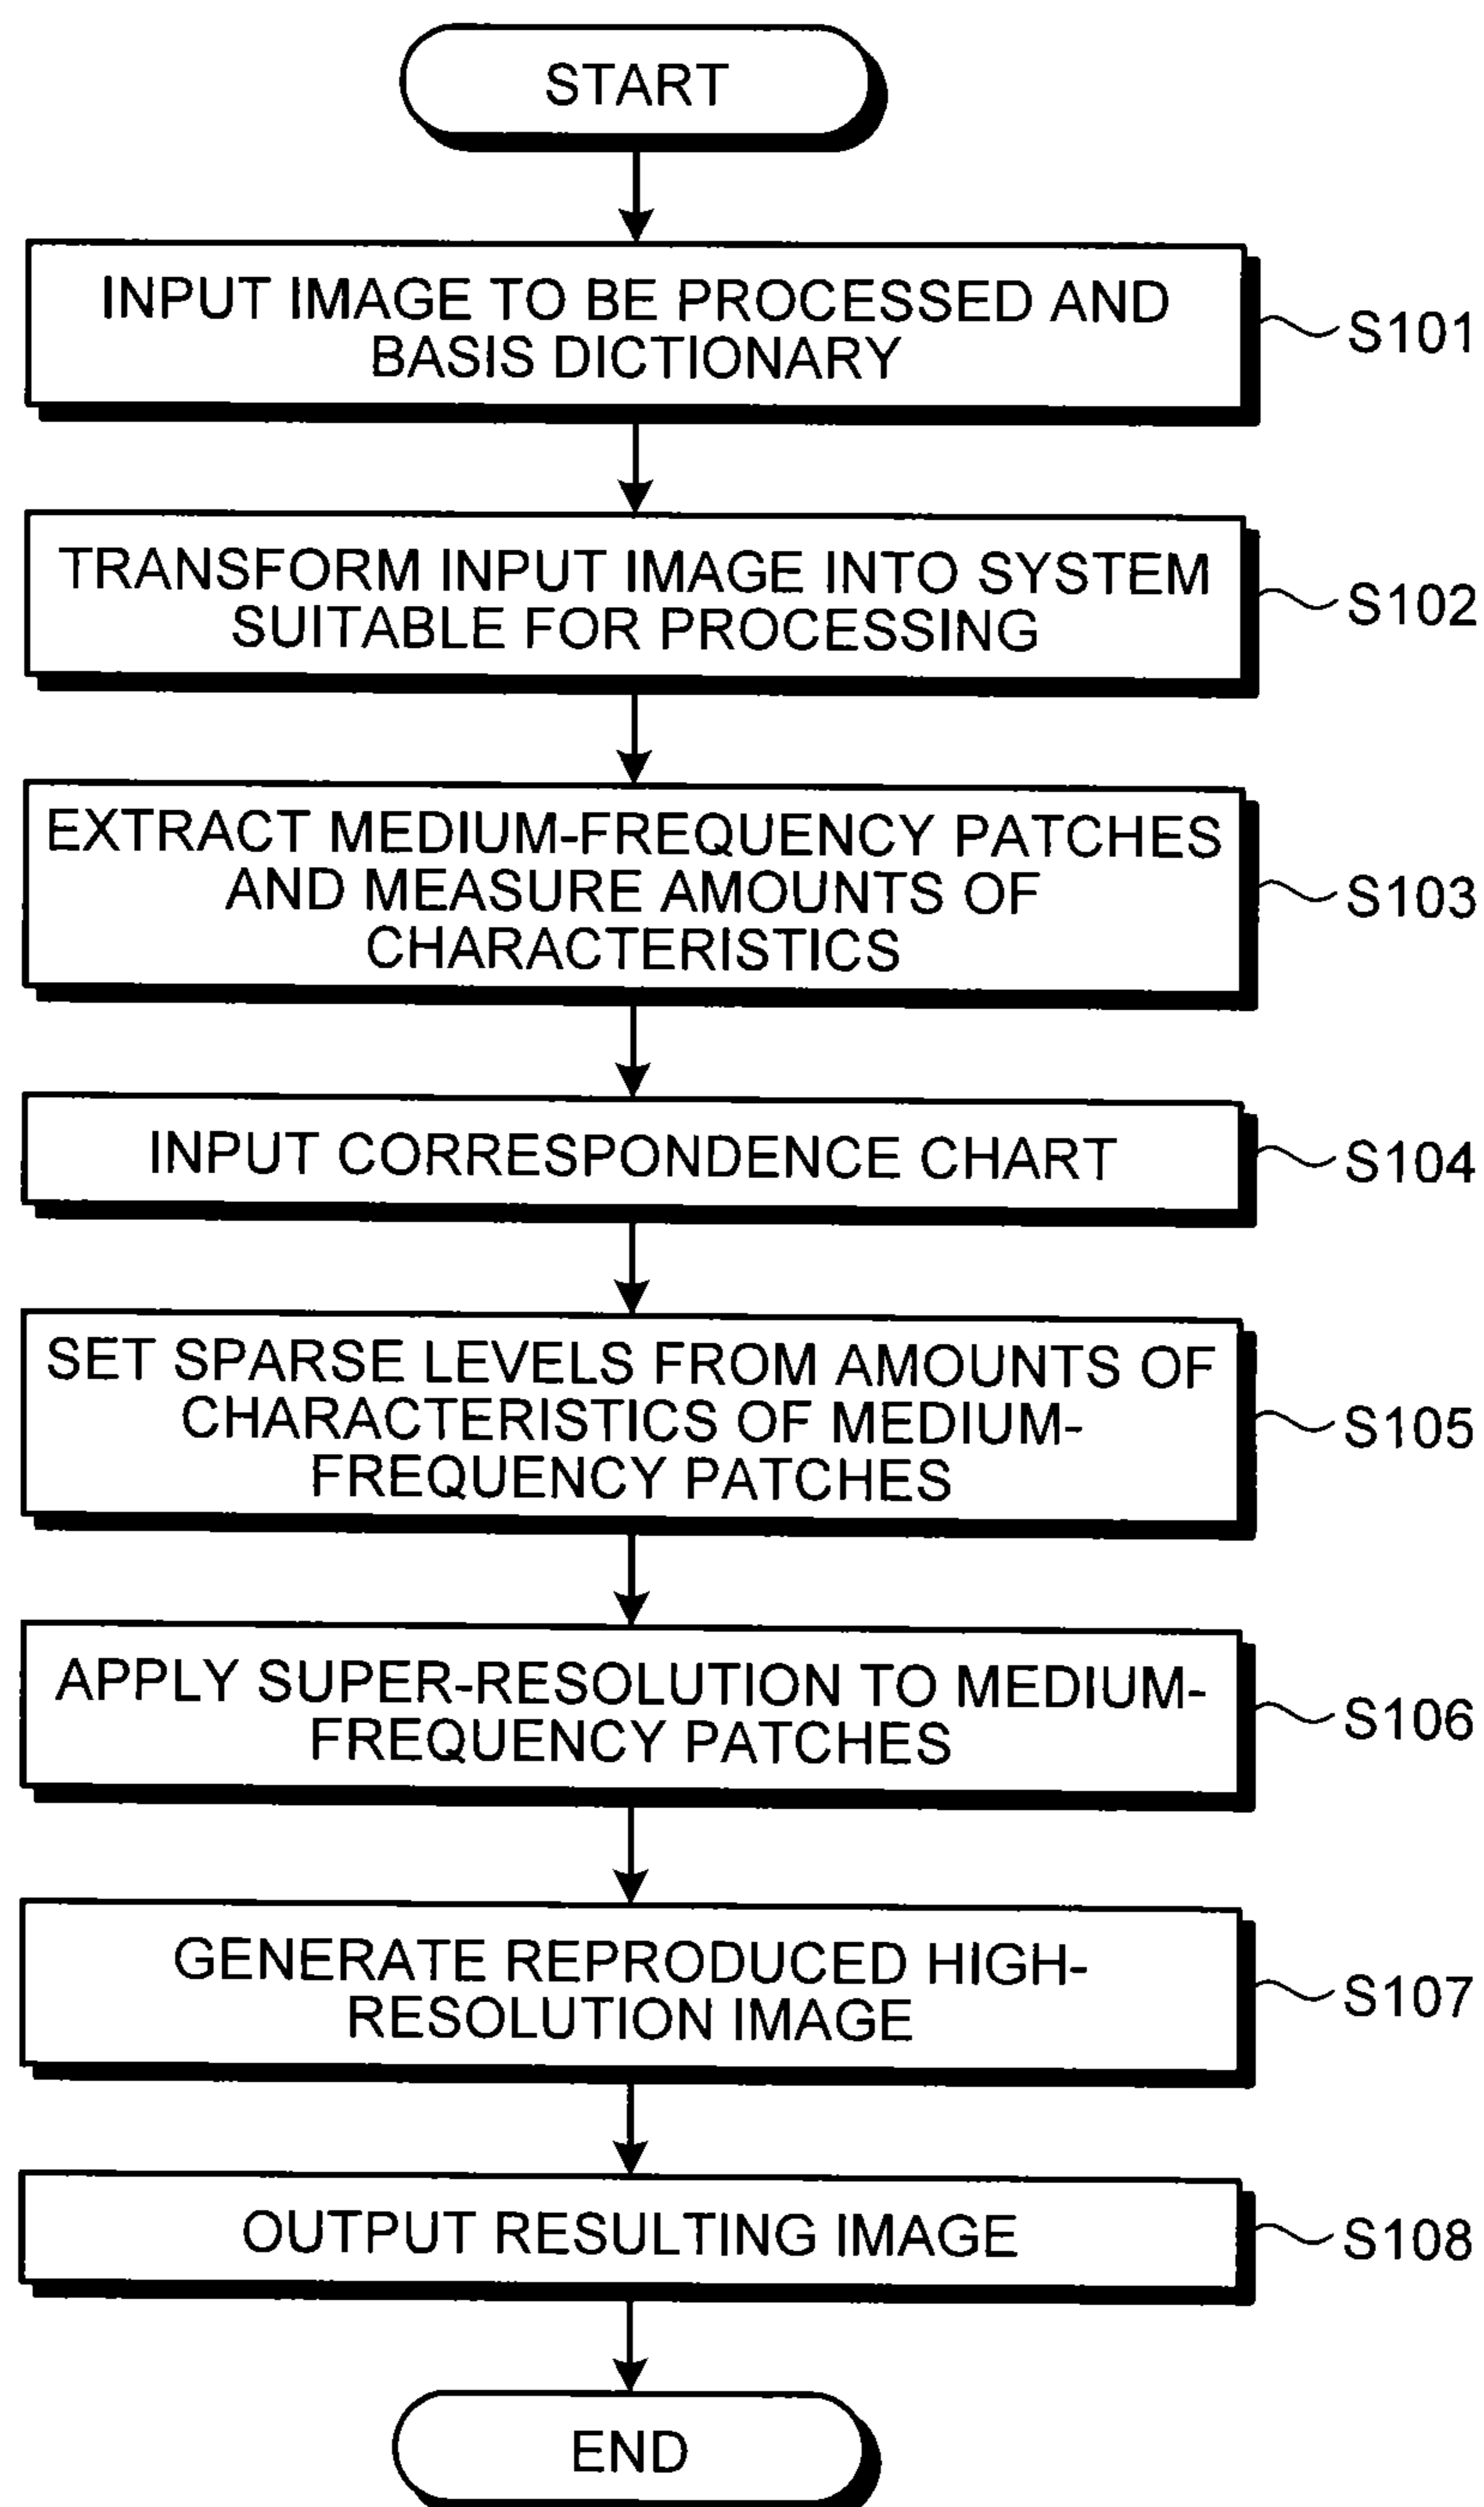 START
INPUT IMAGE TO BE PROCESSED AND
BASIS DICTIONARY
S101
TRANSFORM INPUT IMAGE INTO SYSTEM
SUITABLE FOR PROCESSING
S102
EXTRACT MEDIUM-FREQUENCY PATCHES
AND MEASURE AMOUNTS OF
CHARACTERISTICS
S103
INPUT CORRESPONDENCE CHART
S104
SET SPARSE LEVELS FROM AMOUNTS OF
CHARACTERISTICS OF MEDIUM-
FREQUENCY PATCHES
S105
APPLY SUPER-RESOLUTION TO MEDIUM-
FREQUENCY PATCHES
S106
GENERATE REPRODUCED HIGH-
RESOLUTION IMAGE
S107
OUTPUT RESULTING IMAGE
S108
END